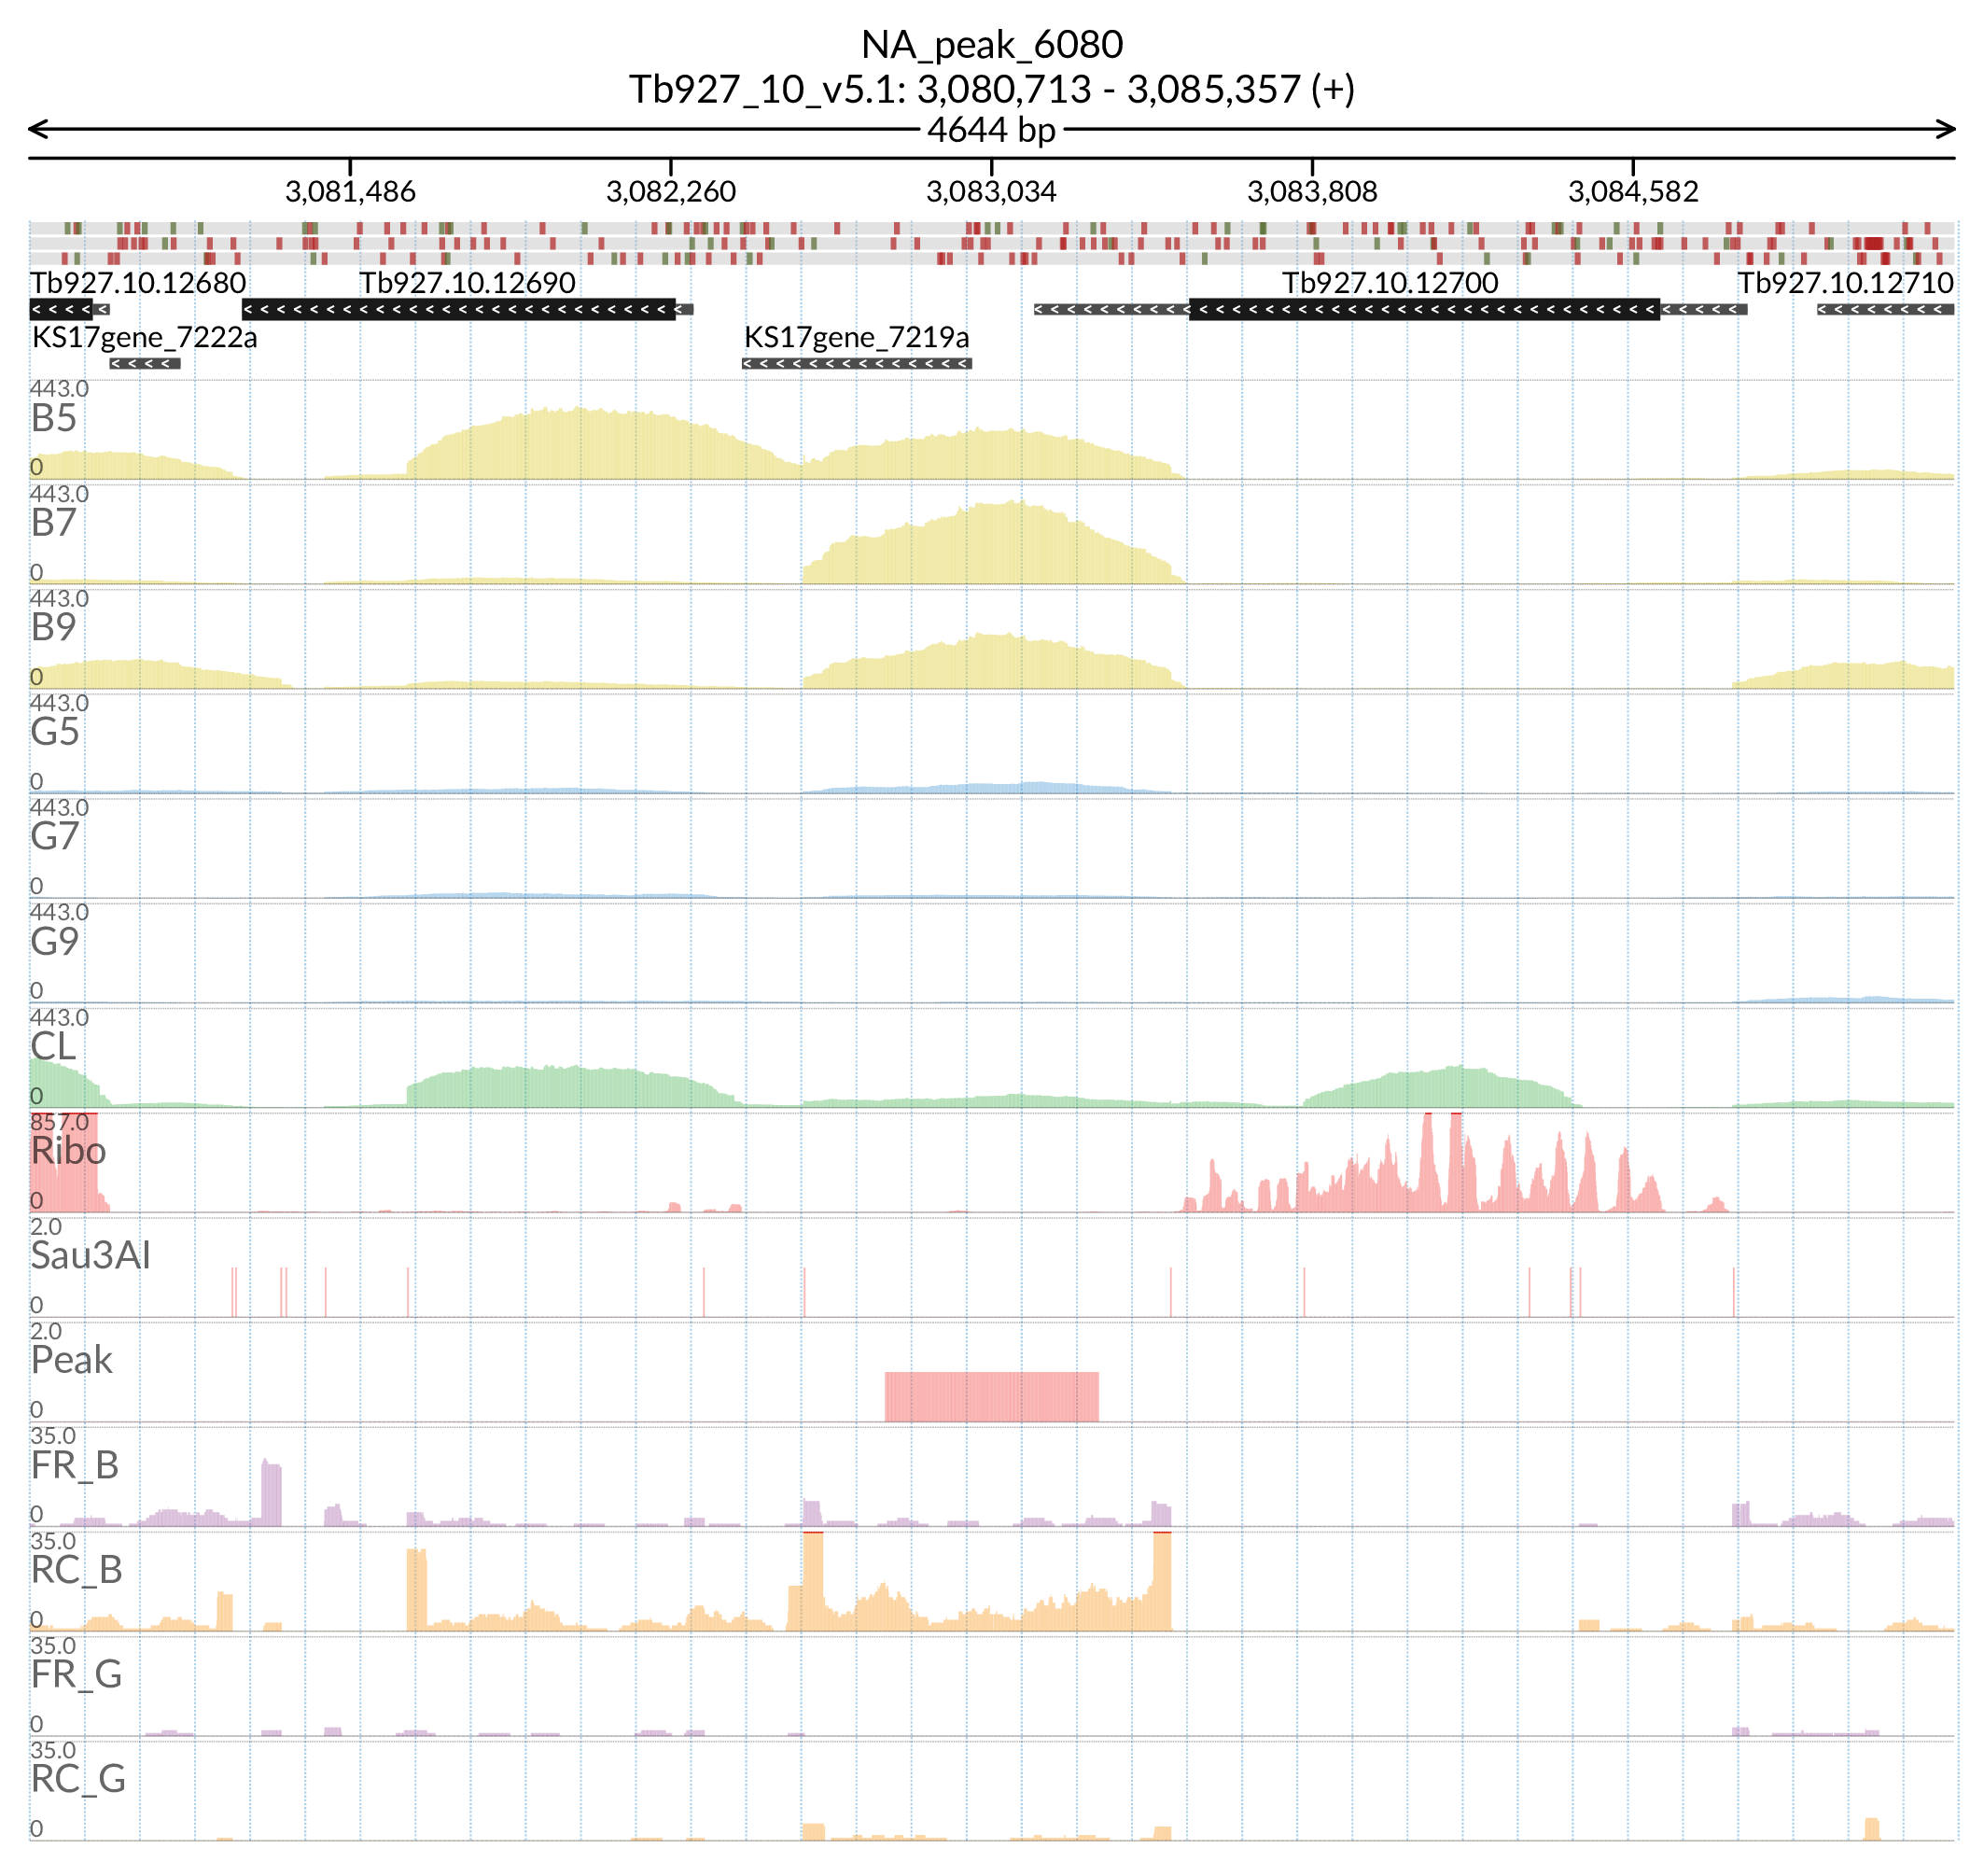 NA_peak_6080
Tb927_10_v5.1: 3,080,713 - 3,085,357 (+)
4644 bp
3,081,486 3,082,260 3,083,034 3,083,808 3,084,582
Tb927.10.12680 Tb927.10.12690 Tb927.10.12700 Tb927.10.12710
KS17gene_7222a KS17gene_7219a
443.0
B5
0
443.0
B7
0
443.0
B9
0
443.0
G5
0
443.0
G7
0
443.0
G9
0
443.0
CL
0
857.0
Ribo
0
2.0
Sau3AI
0
2.0
Peak
0
35.0
FR_B
0
35.0
RC_B
0
35.0
FR_G
0
35.0
RC_G
0